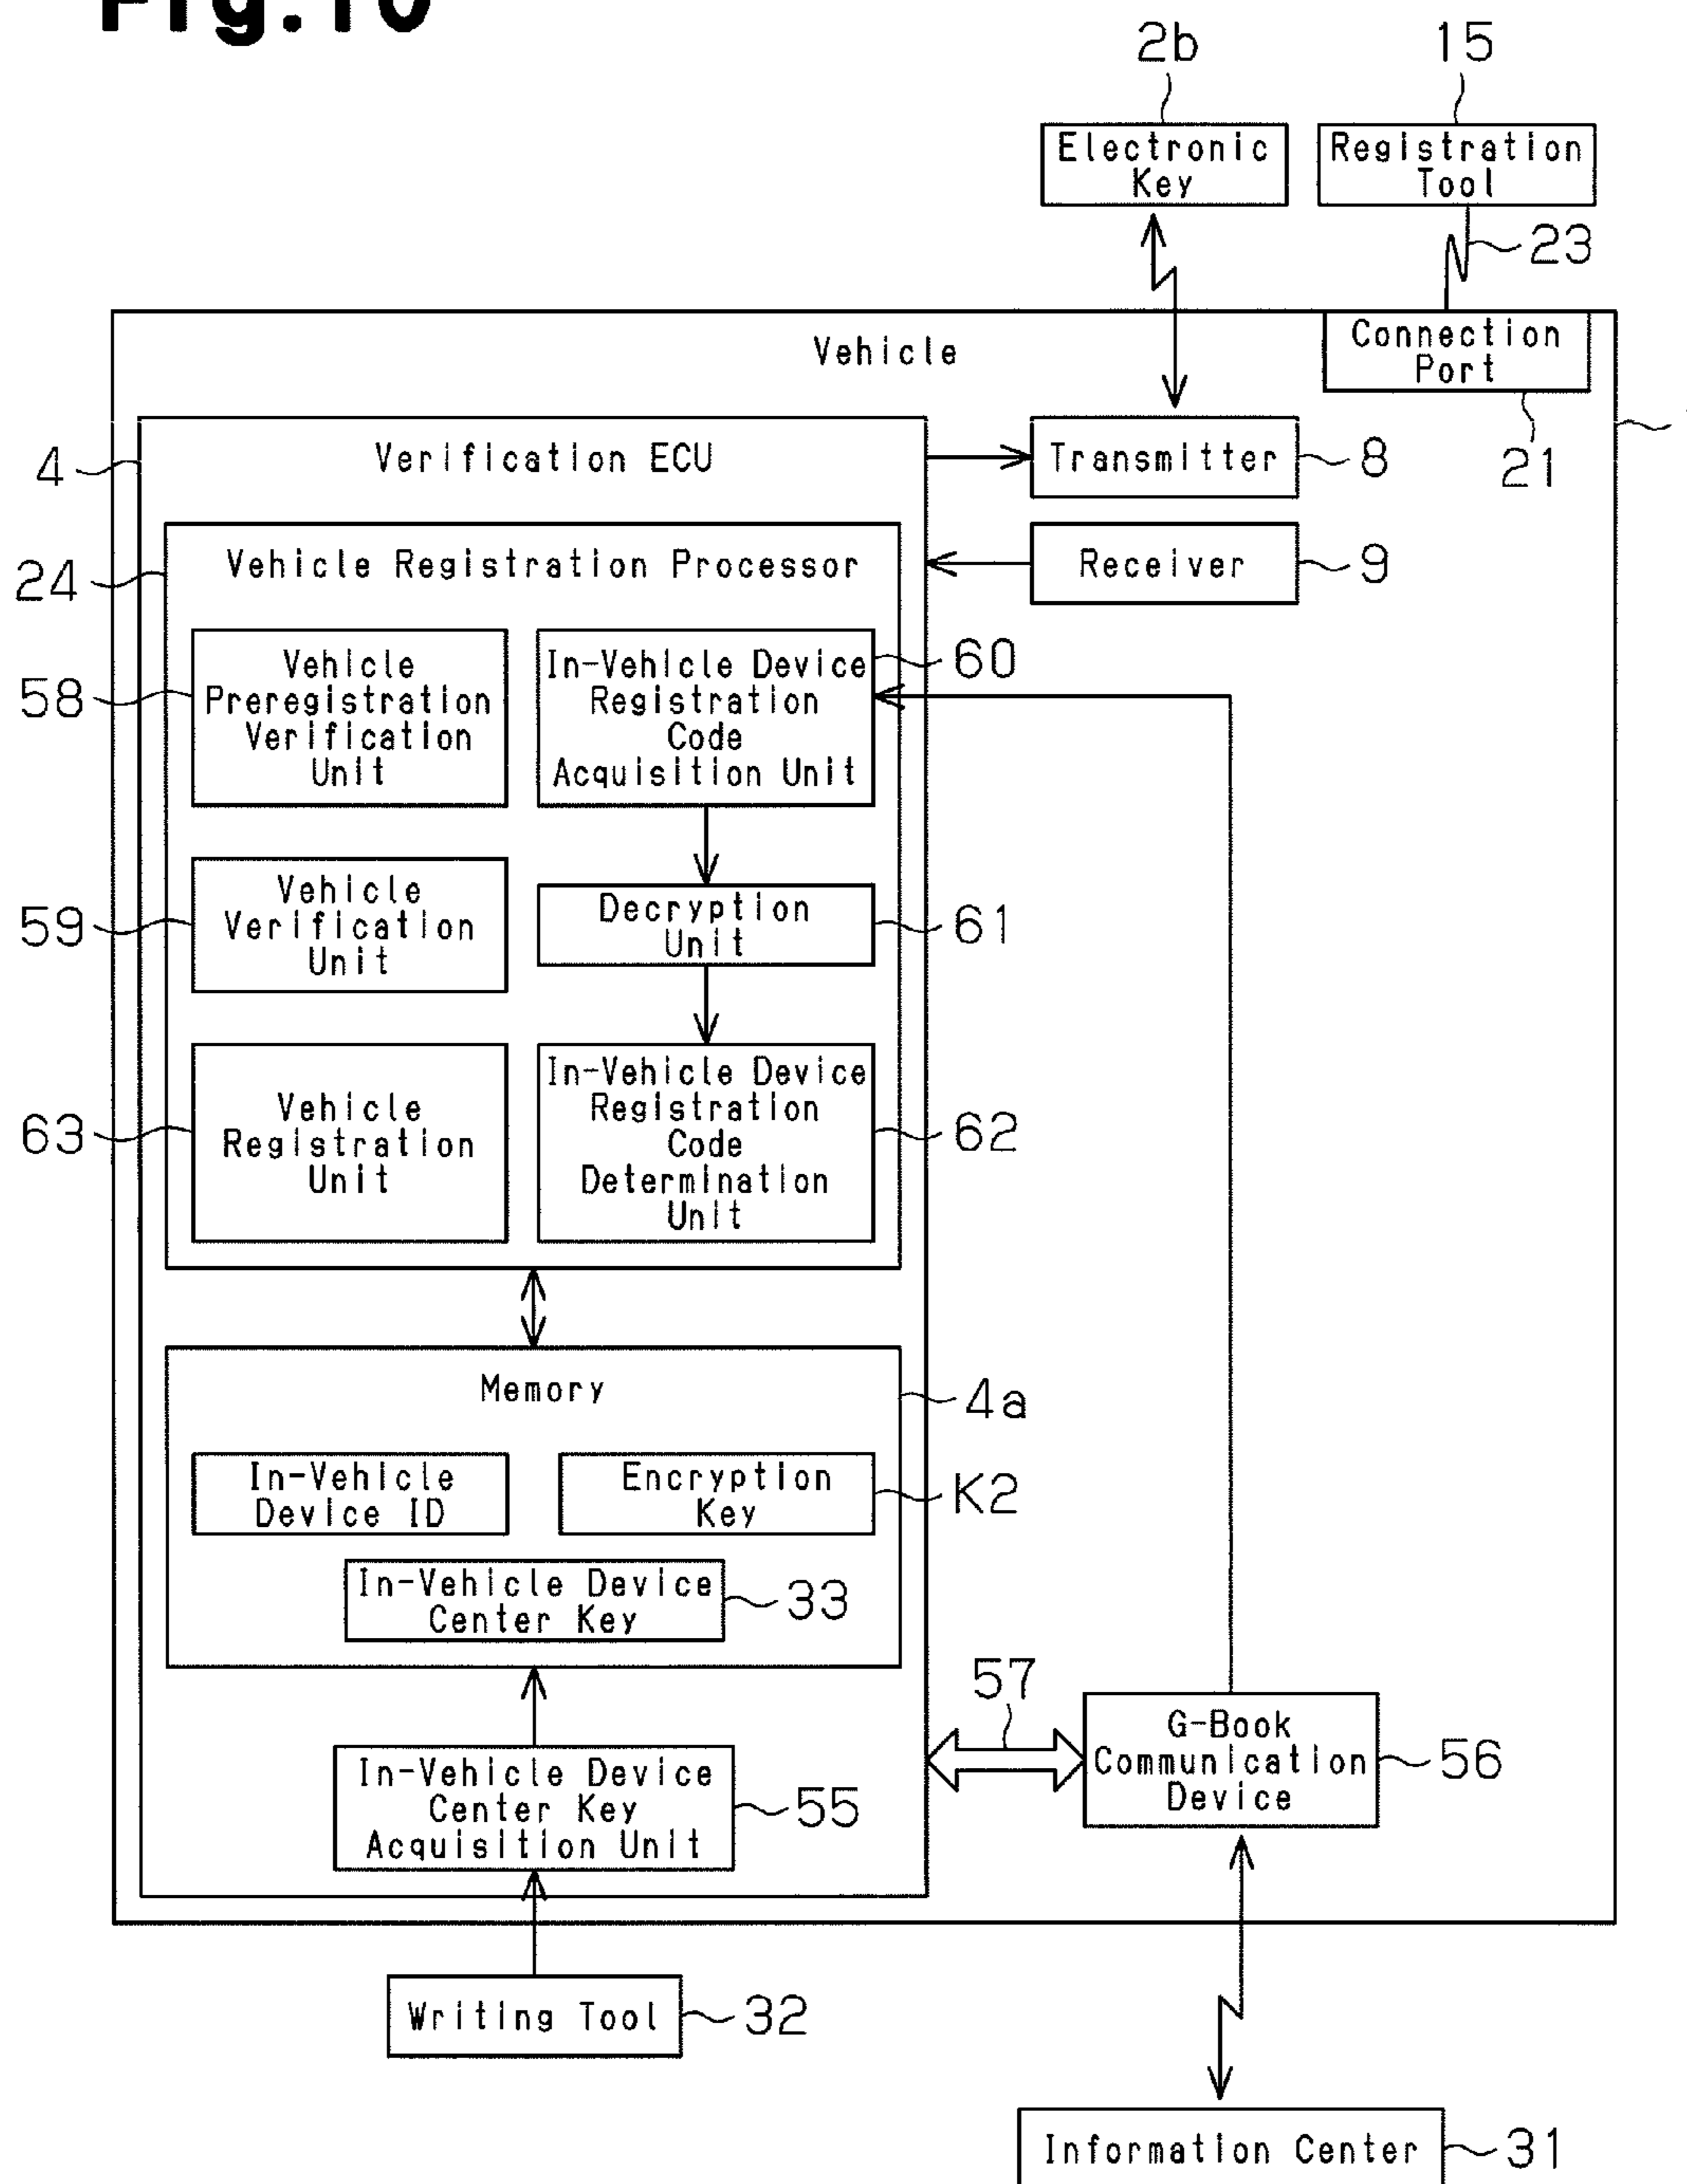 Fig.10
2b
15
Electronic
Key
Registration
Tool
23
Vehicle
Connection
Port
21
4
Verification ECU
Transmitter
8
24
Vehicle Registration Processor
Receiver
9
58
Vehicle
Preregistration
Verification
Unit
In-Vehicle Device
Registration
Code
Acquisition Unit
60
59
Vehicle
Verification
Unit
Decryption
Unit
61
63
Vehicle
Registration
Unit
In-Vehicle Device
Registration
Code
Determination
Unit
62
Memory
4a
In-Vehicle
Device ID
Encryption
Key
K2
In-Vehicle Device
Center Key
33
57
G-Book
Communication
Device
56
In-Vehicle Device
Center Key
Acquisition Unit
55
Writing Tool
32
Information Center
31